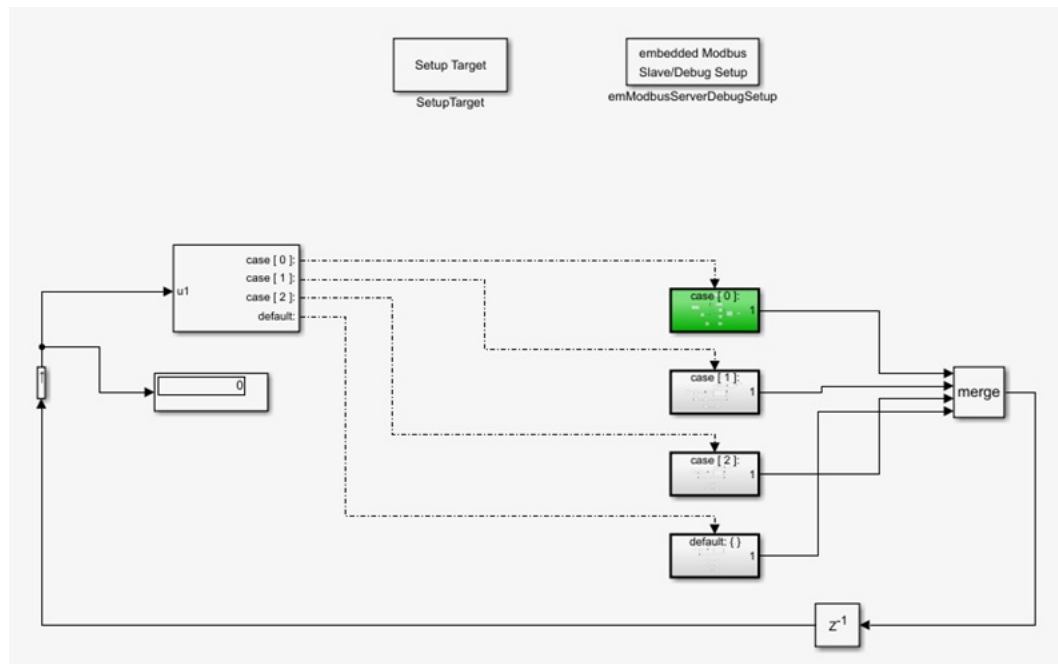 Setup Target
SetupTarget
embedded Modbus
Slave/Debug Setup
emModbusServerDebugSetup
u1
case [ 0 ]:
case [ 1 ]:
case [ 2 ]:
default:
0
case [ 0 ]:
1
case [ 1 ]:
1
case [ 2 ]:
1
default: { }
1
merge
z-1